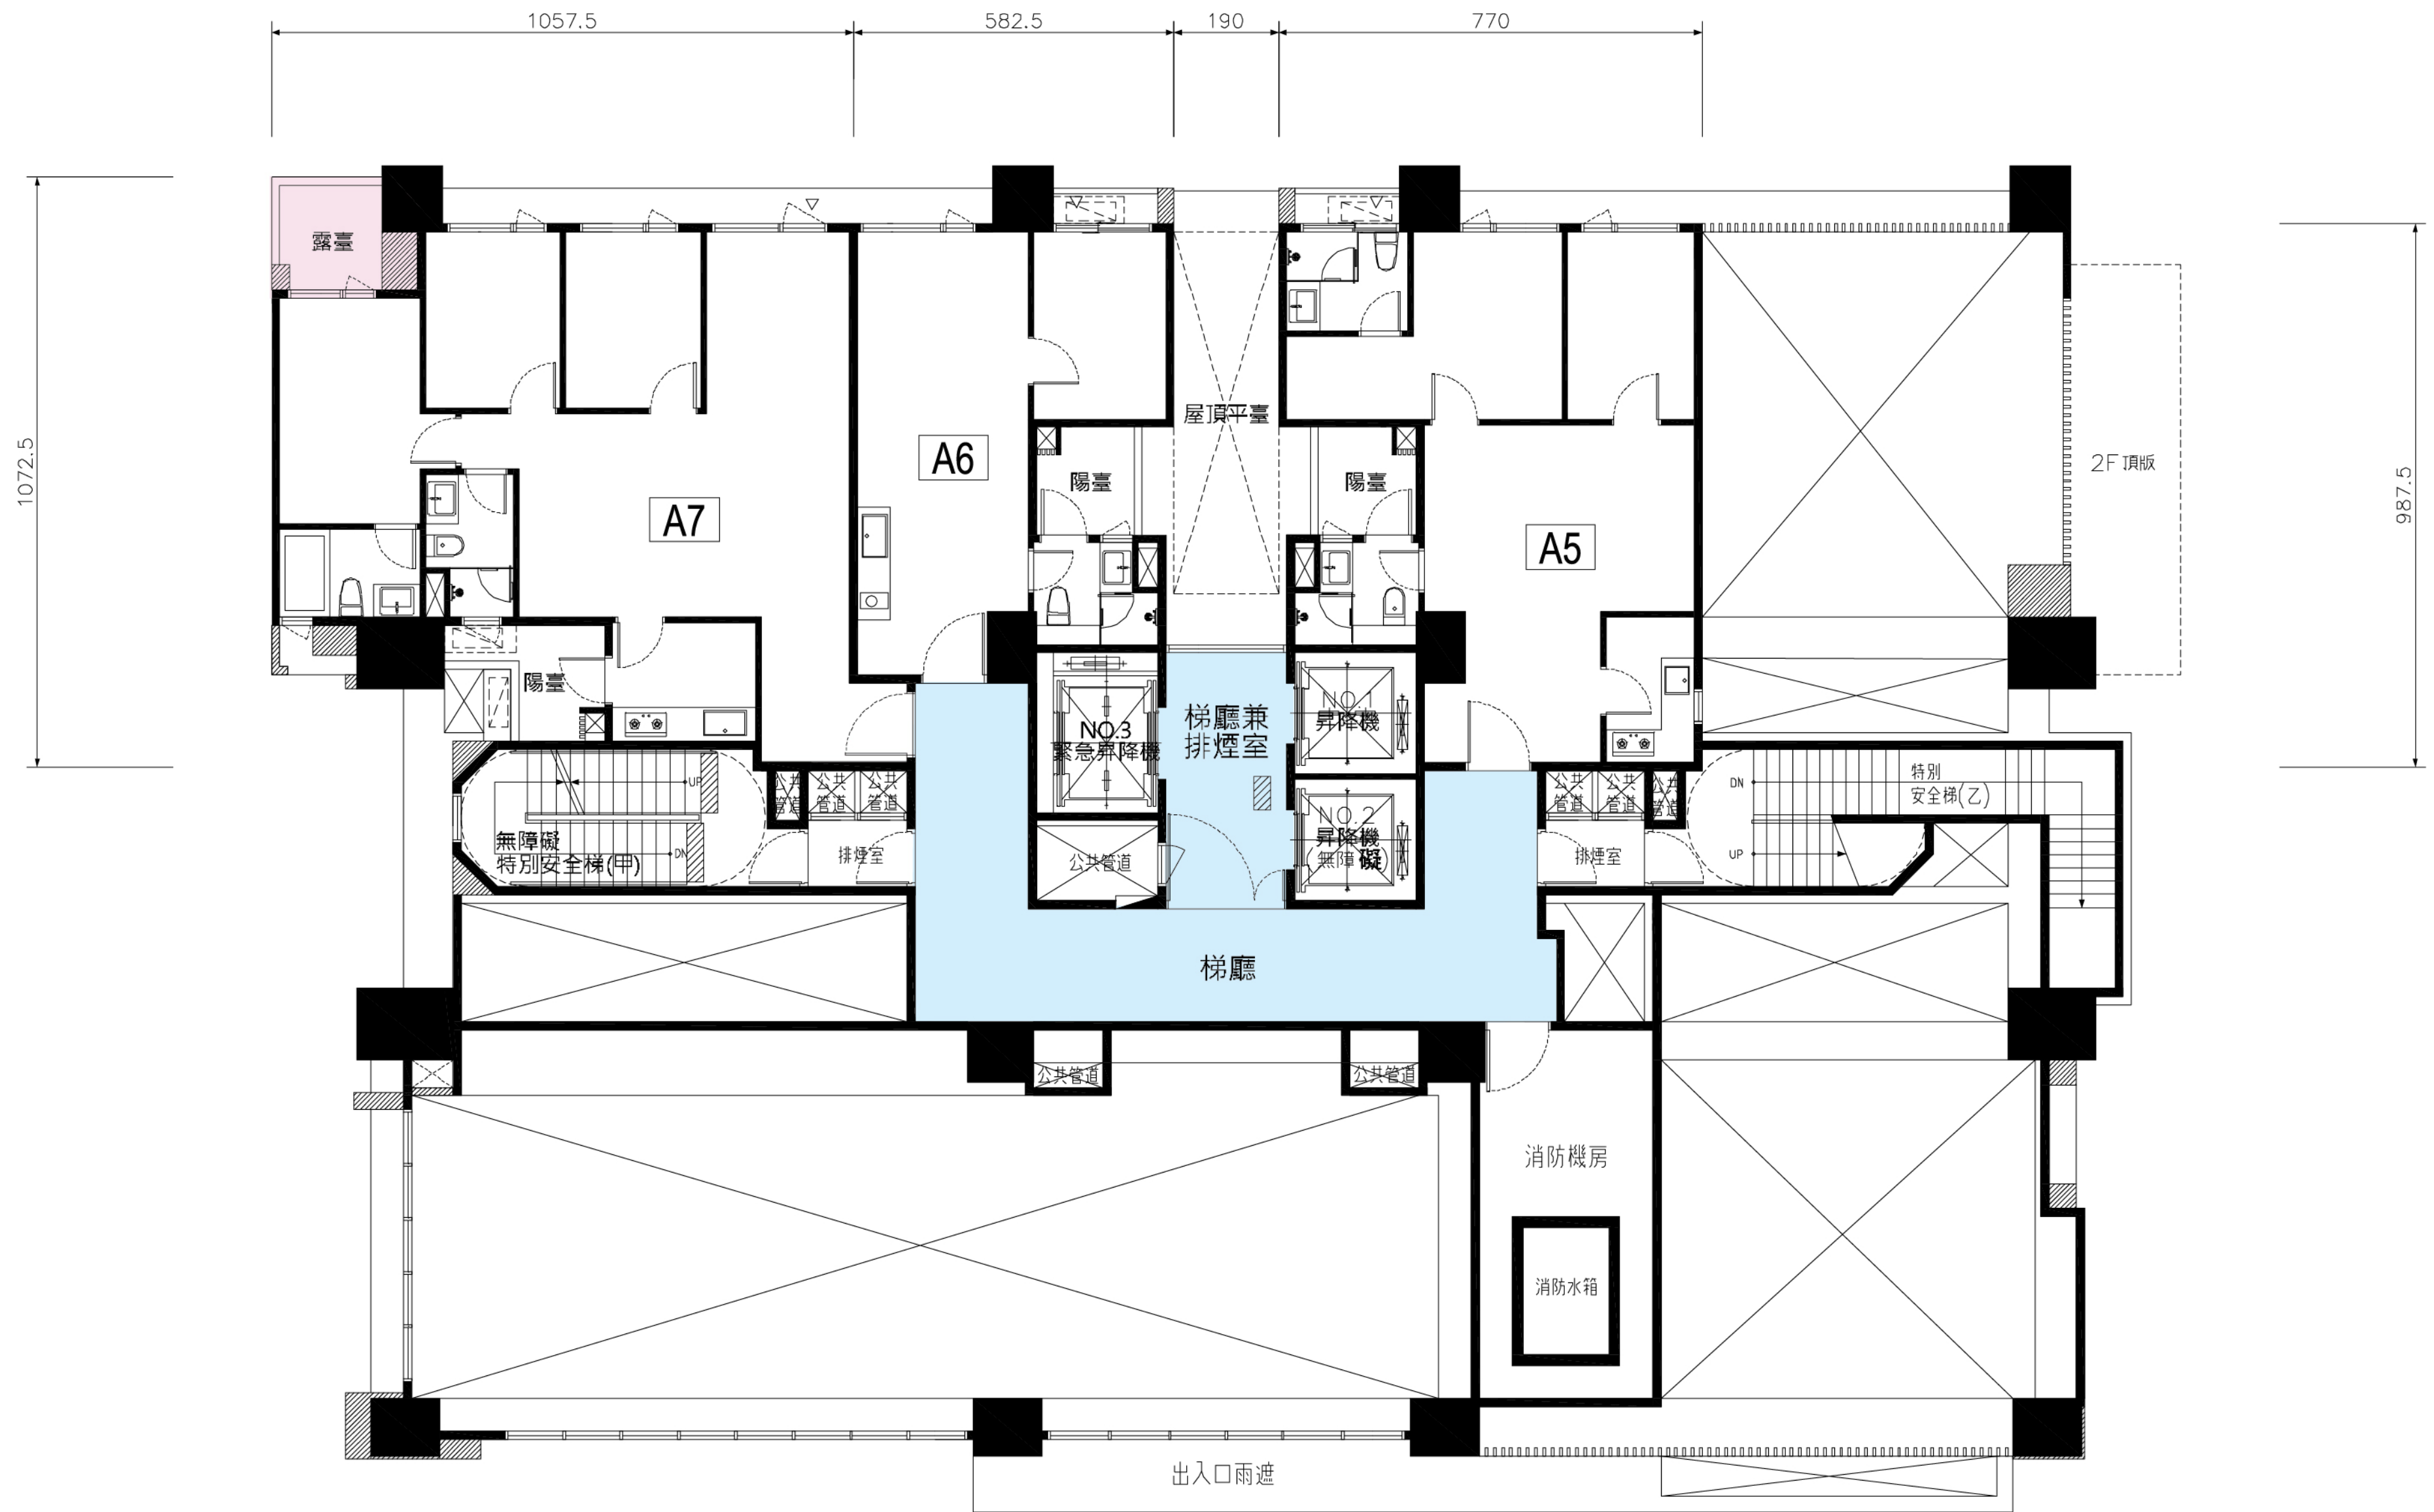 1057.5
582.5
190
770
露臺
1072.5
987.5
屋頂平臺
A6
陽臺
陽臺
2F頂版
A7
A5
陽臺
NO.1
昇降機
梯廳兼
排煙室
NO.3
緊急昇降機
UP
公共
管道
公共
管道
公共
管道
公共
管道
公共
管道
公共
管道
DN
特別
安全梯(乙)
NO.2
昇降機
(無障礙)
無障礙
特別安全梯(甲)
DN
排煙室
公共管道
排煙室
UP
梯廳
公共管道
公共管道
消防機房
消防水箱
出入口雨遮